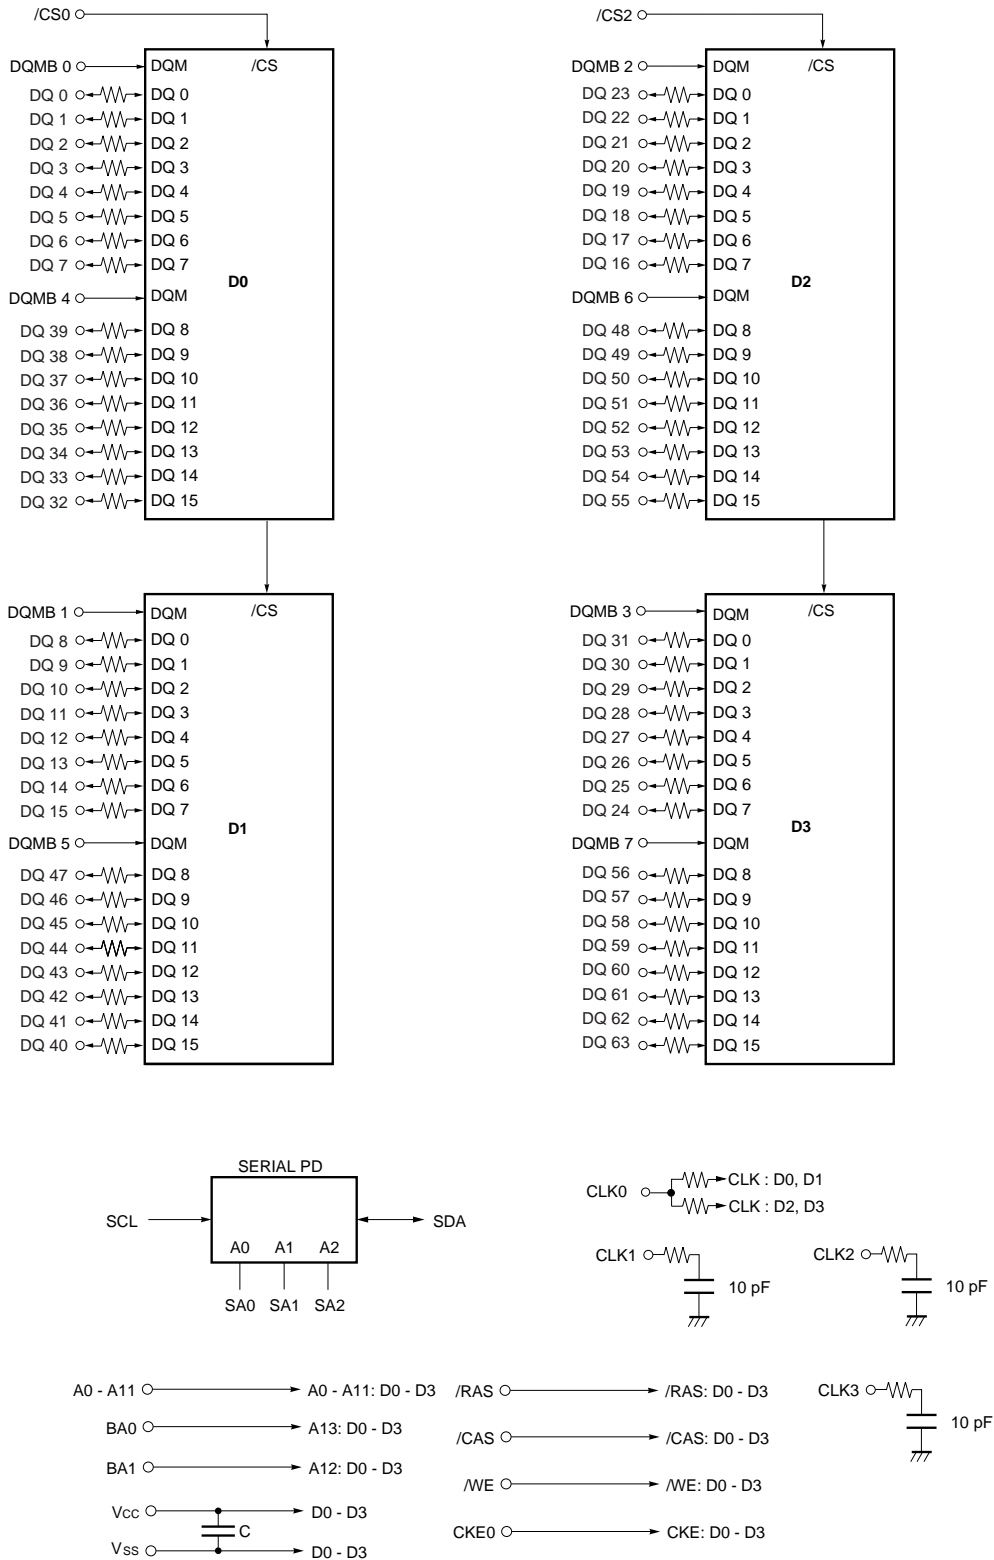 /CS0
DQMB 0 DQM /CS
DQ 0 DQ 0
DQ 1 DQ 1
DQ 2 DQ 2
DQ 3 DQ 3
DQ 4 DQ 4
DQ 5 DQ 5
DQ 6 DQ 6
DQ 7 DQ 7
D0
DQMB 4 DQM
DQ 39 DQ 8
DQ 38 DQ 9
DQ 37 DQ 10
DQ 36 DQ 11
DQ 35 DQ 12
DQ 34 DQ 13
DQ 33 DQ 14
DQ 32 DQ 15
/CS2
DQMB 2 DQM /CS
DQ 23 DQ 0
DQ 22 DQ 1
DQ 21 DQ 2
DQ 20 DQ 3
DQ 19 DQ 4
DQ 18 DQ 5
DQ 17 DQ 6
DQ 16 DQ 7
D2
DQMB 6 DQM
DQ 48 DQ 8
DQ 49 DQ 9
DQ 50 DQ 10
DQ 51 DQ 11
DQ 52 DQ 12
DQ 53 DQ 13
DQ 54 DQ 14
DQ 55 DQ 15
DQMB 1 DQM /CS
DQ 8 DQ 0
DQ 9 DQ 1
DQ 10 DQ 2
DQ 11 DQ 3
DQ 12 DQ 4
DQ 13 DQ 5
DQ 14 DQ 6
DQ 15 DQ 7
D1
DQMB 5 DQM
DQ 47 DQ 8
DQ 46 DQ 9
DQ 45 DQ 10
DQ 44 DQ 11
DQ 43 DQ 12
DQ 42 DQ 13
DQ 41 DQ 14
DQ 40 DQ 15
DQMB 3 DQM /CS
DQ 31 DQ 0
DQ 30 DQ 1
DQ 29 DQ 2
DQ 28 DQ 3
DQ 27 DQ 4
DQ 26 DQ 5
DQ 25 DQ 6
DQ 24 DQ 7
D3
DQMB 7 DQM
DQ 56 DQ 8
DQ 57 DQ 9
DQ 58 DQ 10
DQ 59 DQ 11
DQ 60 DQ 12
DQ 61 DQ 13
DQ 62 DQ 14
DQ 63 DQ 15
SERIAL PD
SCL SDA
A0 A1 A2
SA0 SA1 SA2
CLK : D0, D1
CLK0
CLK : D2, D3
CLK1
10 pF
CLK2
10 pF
CLK3
10 pF
A0 - A11 A0 - A11: D0 - D3
BA0 A13: D0 - D3
BA1 A12: D0 - D3
Vcc D0 - D3
C
Vss D0 - D3
/RAS /RAS: D0 - D3
/CAS /CAS: D0 - D3
/WE /WE: D0 - D3
CKE0 CKE: D0 - D3